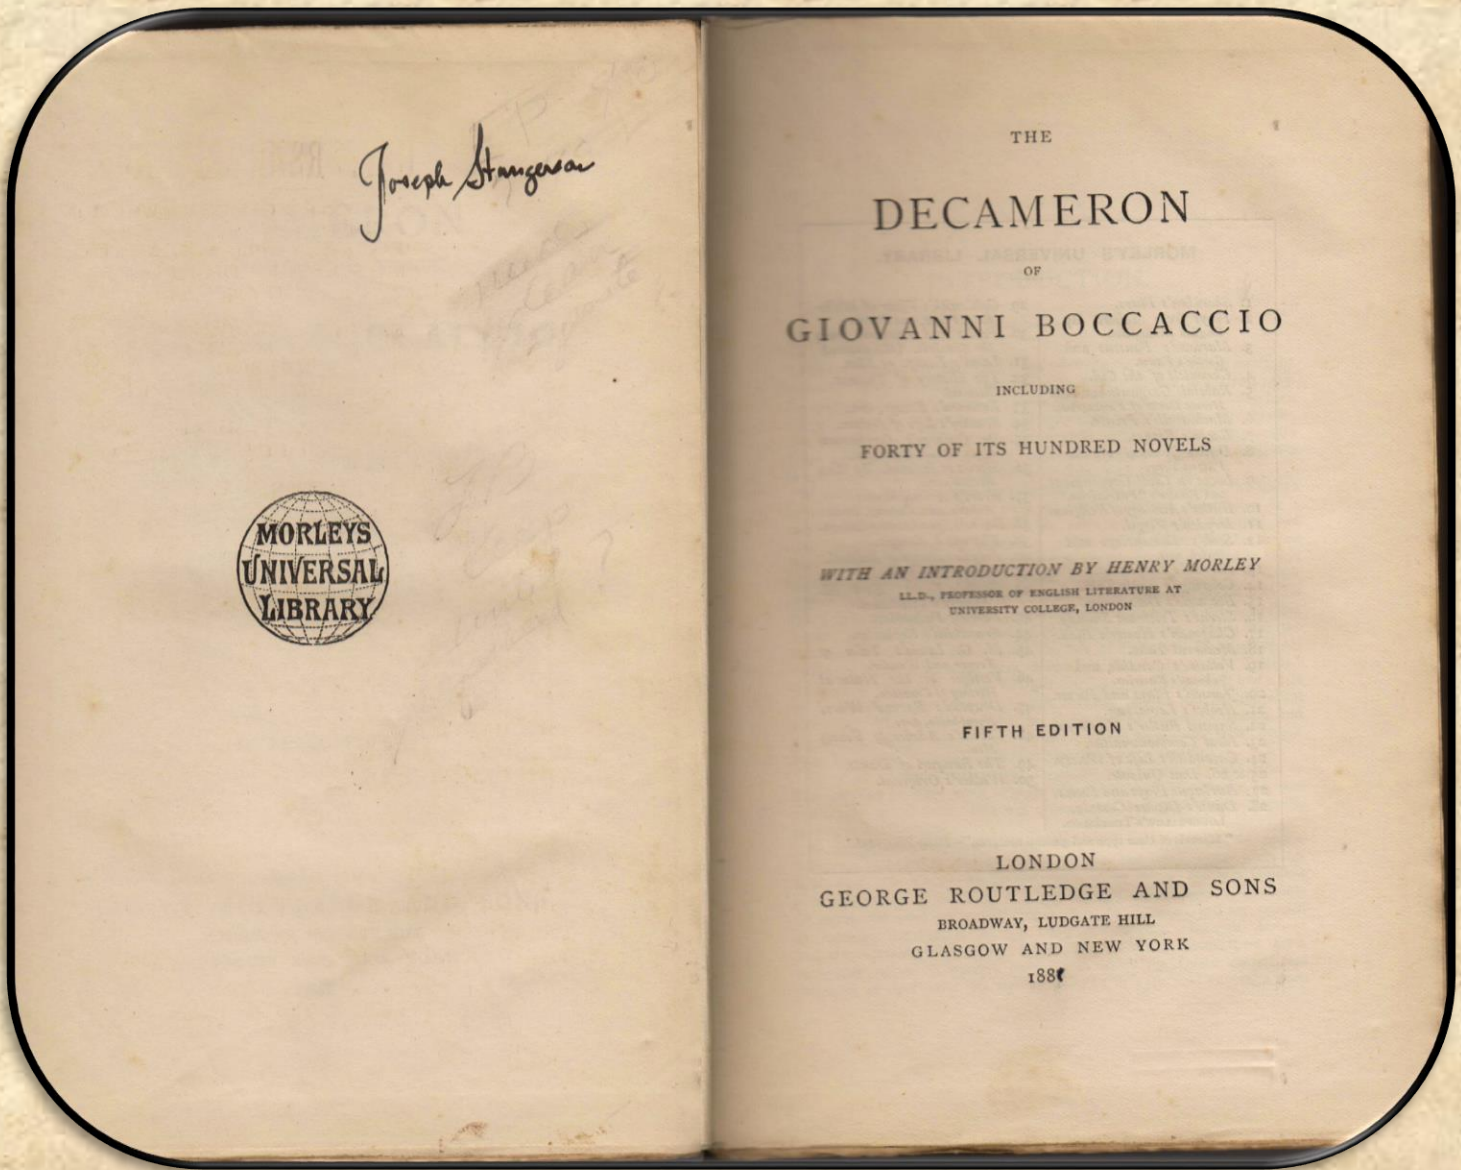 Joseph Stangerson
MORLEYS
UNIVERSAL
LIBRARY
THE
DECAMERON
OF
GIOVANNI BOCCACCIO
INCLUDING
FORTY OF ITS HUNDRED NOVELS
WITH AN INTRODUCTION BY HENRY MORLEY
LL.D., PROFESSOR OF ENGLISH LITERATURE AT
UNIVERSITY COLLEGE, LONDON
FIFTH EDITION
LONDON
GEORGE ROUTLEDGE AND SONS
BROADWAY, LUDGATE HILL
GLASGOW AND NEW YORK